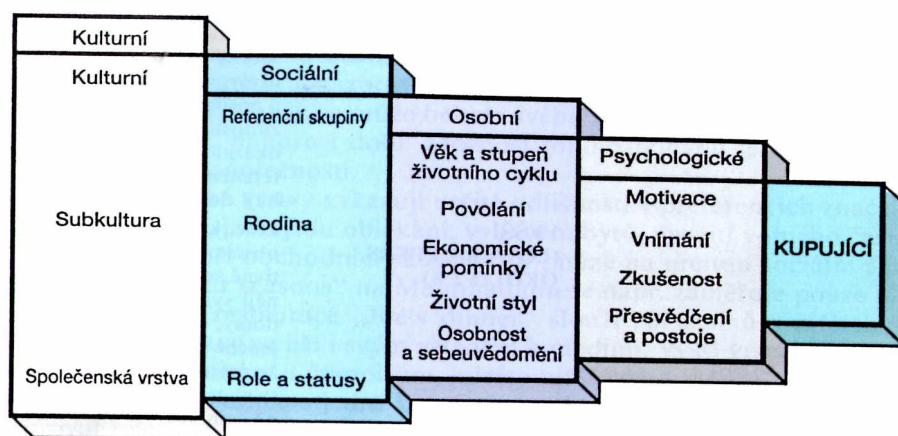 Kulturní
Kulturní
Subkultura
Společenská vrstva
Sociální
Referenční skupiny
Rodina
Role a statusy
Osobní
Věk a stupeň
životního cyklu
Povolání
Ekonomické
pomínky
Životní styl
Osobnost
a sebeuvědomění
Psychologické
Motivace
Vnímání
Zkušenost
Přesvědčení
a postoje
KUPUJÍCÍ